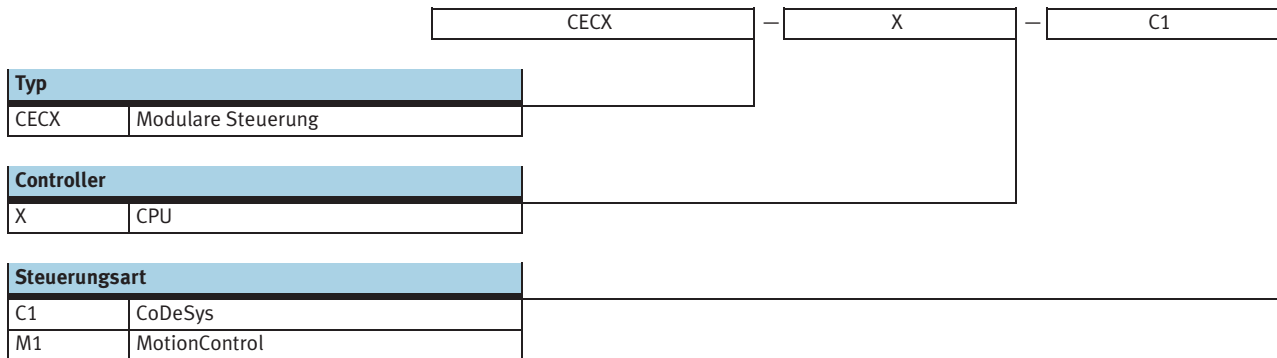 CECX — X — C1
Typ
CECX Modulare Steuerung
Controller
X CPU
Steuerungsart
C1 CoDeSys
M1 MotionControl